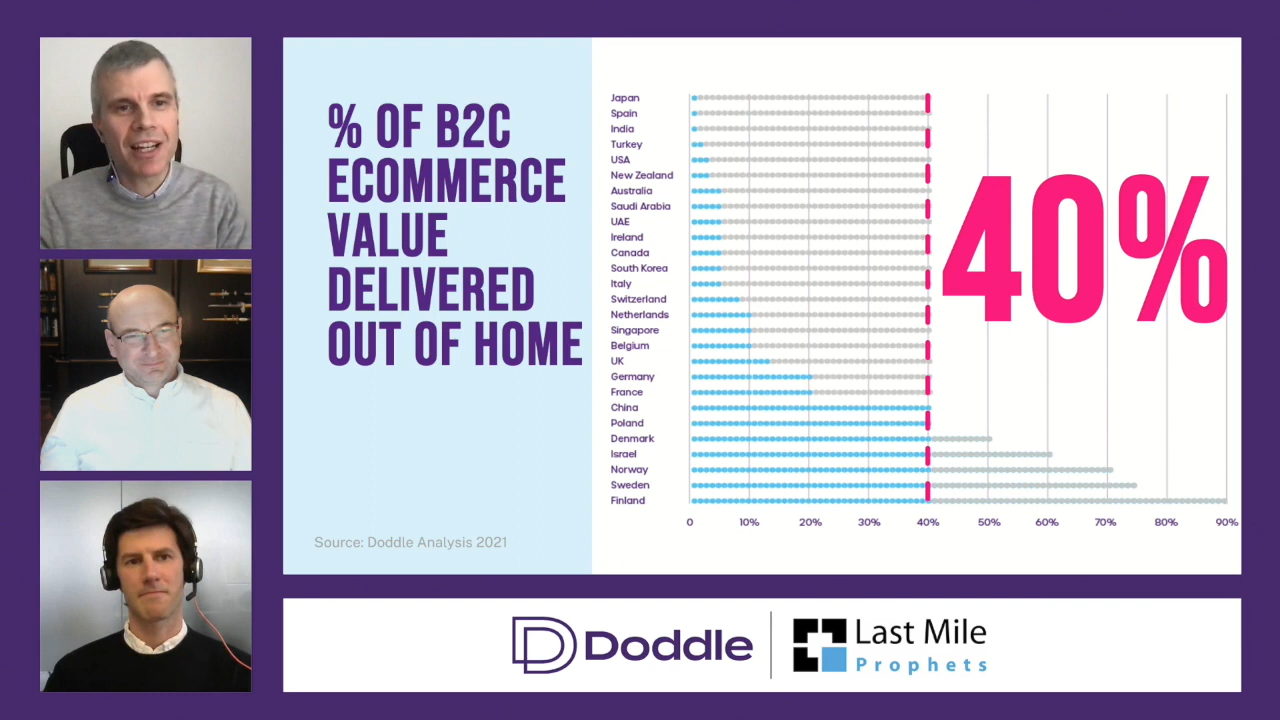 % OF B2C
ECOMMERCE
VALUE
DELIVERED
OUT OF HOME
Source: Doddle Analysis 2021
Japan
Spain
India
Turkey
USA
New Zealand
Australia
Saudi Arabia
UAE
Ireland
Canada
South Korea
Italy
Switzerland
Netherlands
Singapore
Belgium
UK
Germany
France
China
Poland
Denmark
Israel
Norway
Sweden
Finland
0 10% 20% 30% 40% 50% 60% 70% 80% 90%
40%
Doddle
Last Mile
Prophets